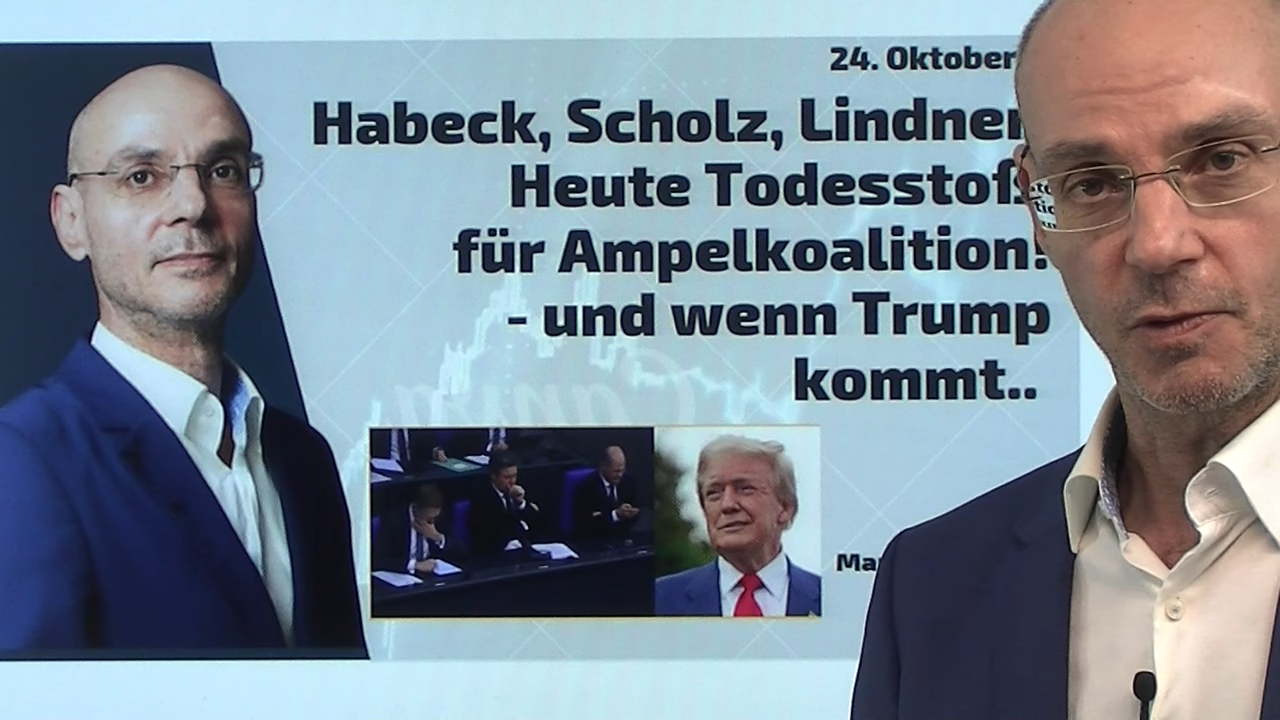 24. Oktober
Habeck, Scholz, Lindner
Heute Todesstoß
für Ampelkoalition!
- und wenn Trump
kommt..